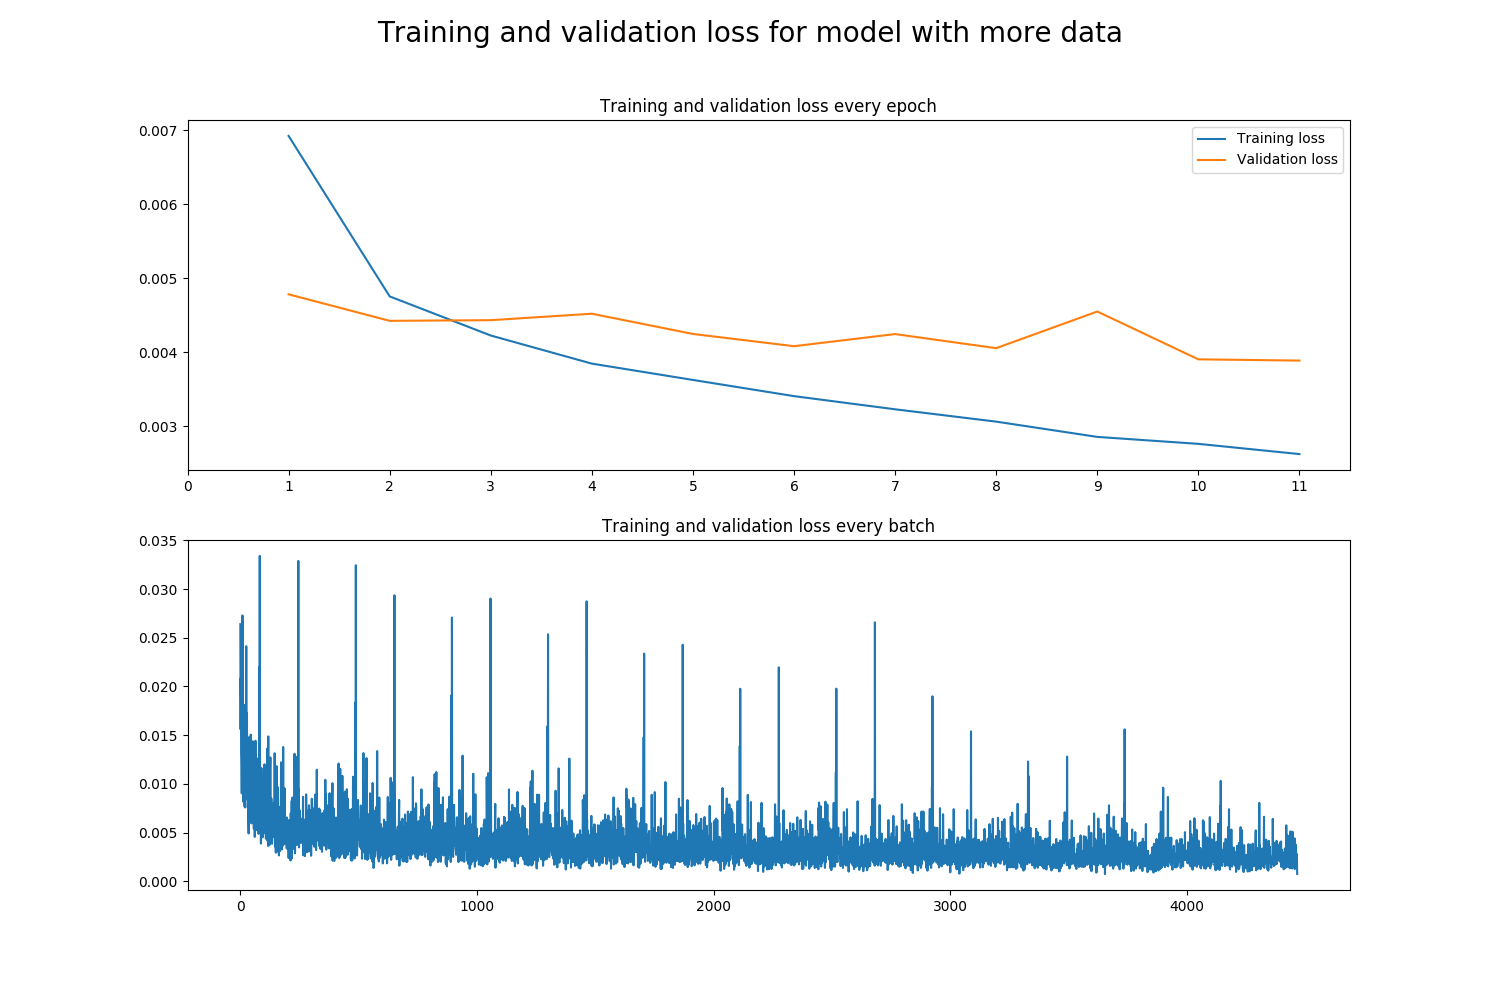 Training and validation loss for model with more data
Training and validation loss every epoch
0.007
0.006
0.005
0.004
0.003
Training loss
Validation loss
0 1 2 3 4 5 6 7 8 9 10 11
Training and validation loss every batch
0.035
0.030
0.025
0.020
0.015
0.010
0.005
0.000
0 1000 2000 3000 4000